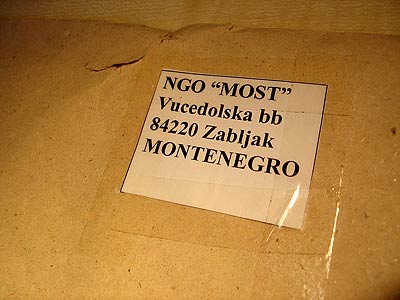 NGO “MOST”
Vucedolska bb
84220 Zabljak
MONTENEGRO